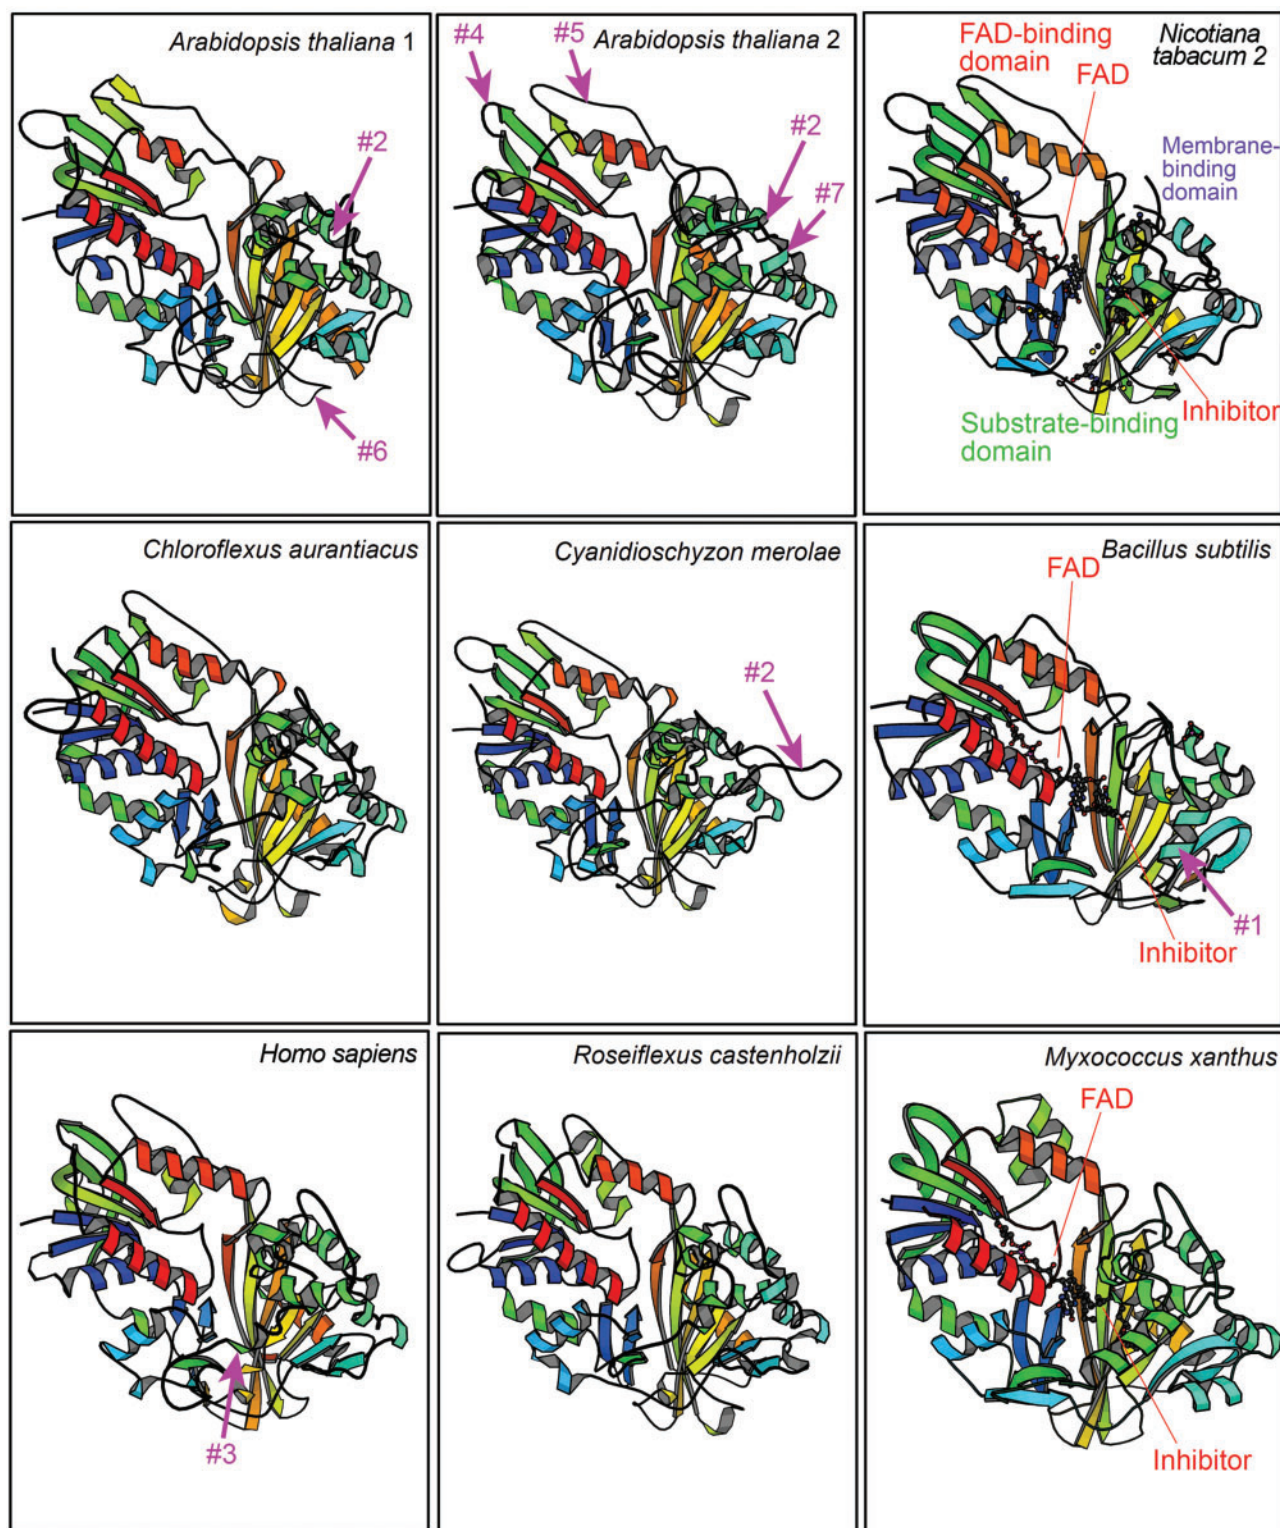 Arabidopsis thaliana 1
#2
#6
#4
#5
Arabidopsis thaliana 2
#2
#7
FAD-binding
domain
FAD
Nicotiana
tabacum 2
Membrane-
binding
domain
Inhibitor
Substrate-binding
domain
Chloroflexus aurantiacus
Cyanidioschyzon merolae
#2
Bacillus subtilis
FAD
#1
Inhibitor
Homo sapiens
#3
Roseiflexus castenholzii
Myxococcus xanthus
FAD
Inhibitor